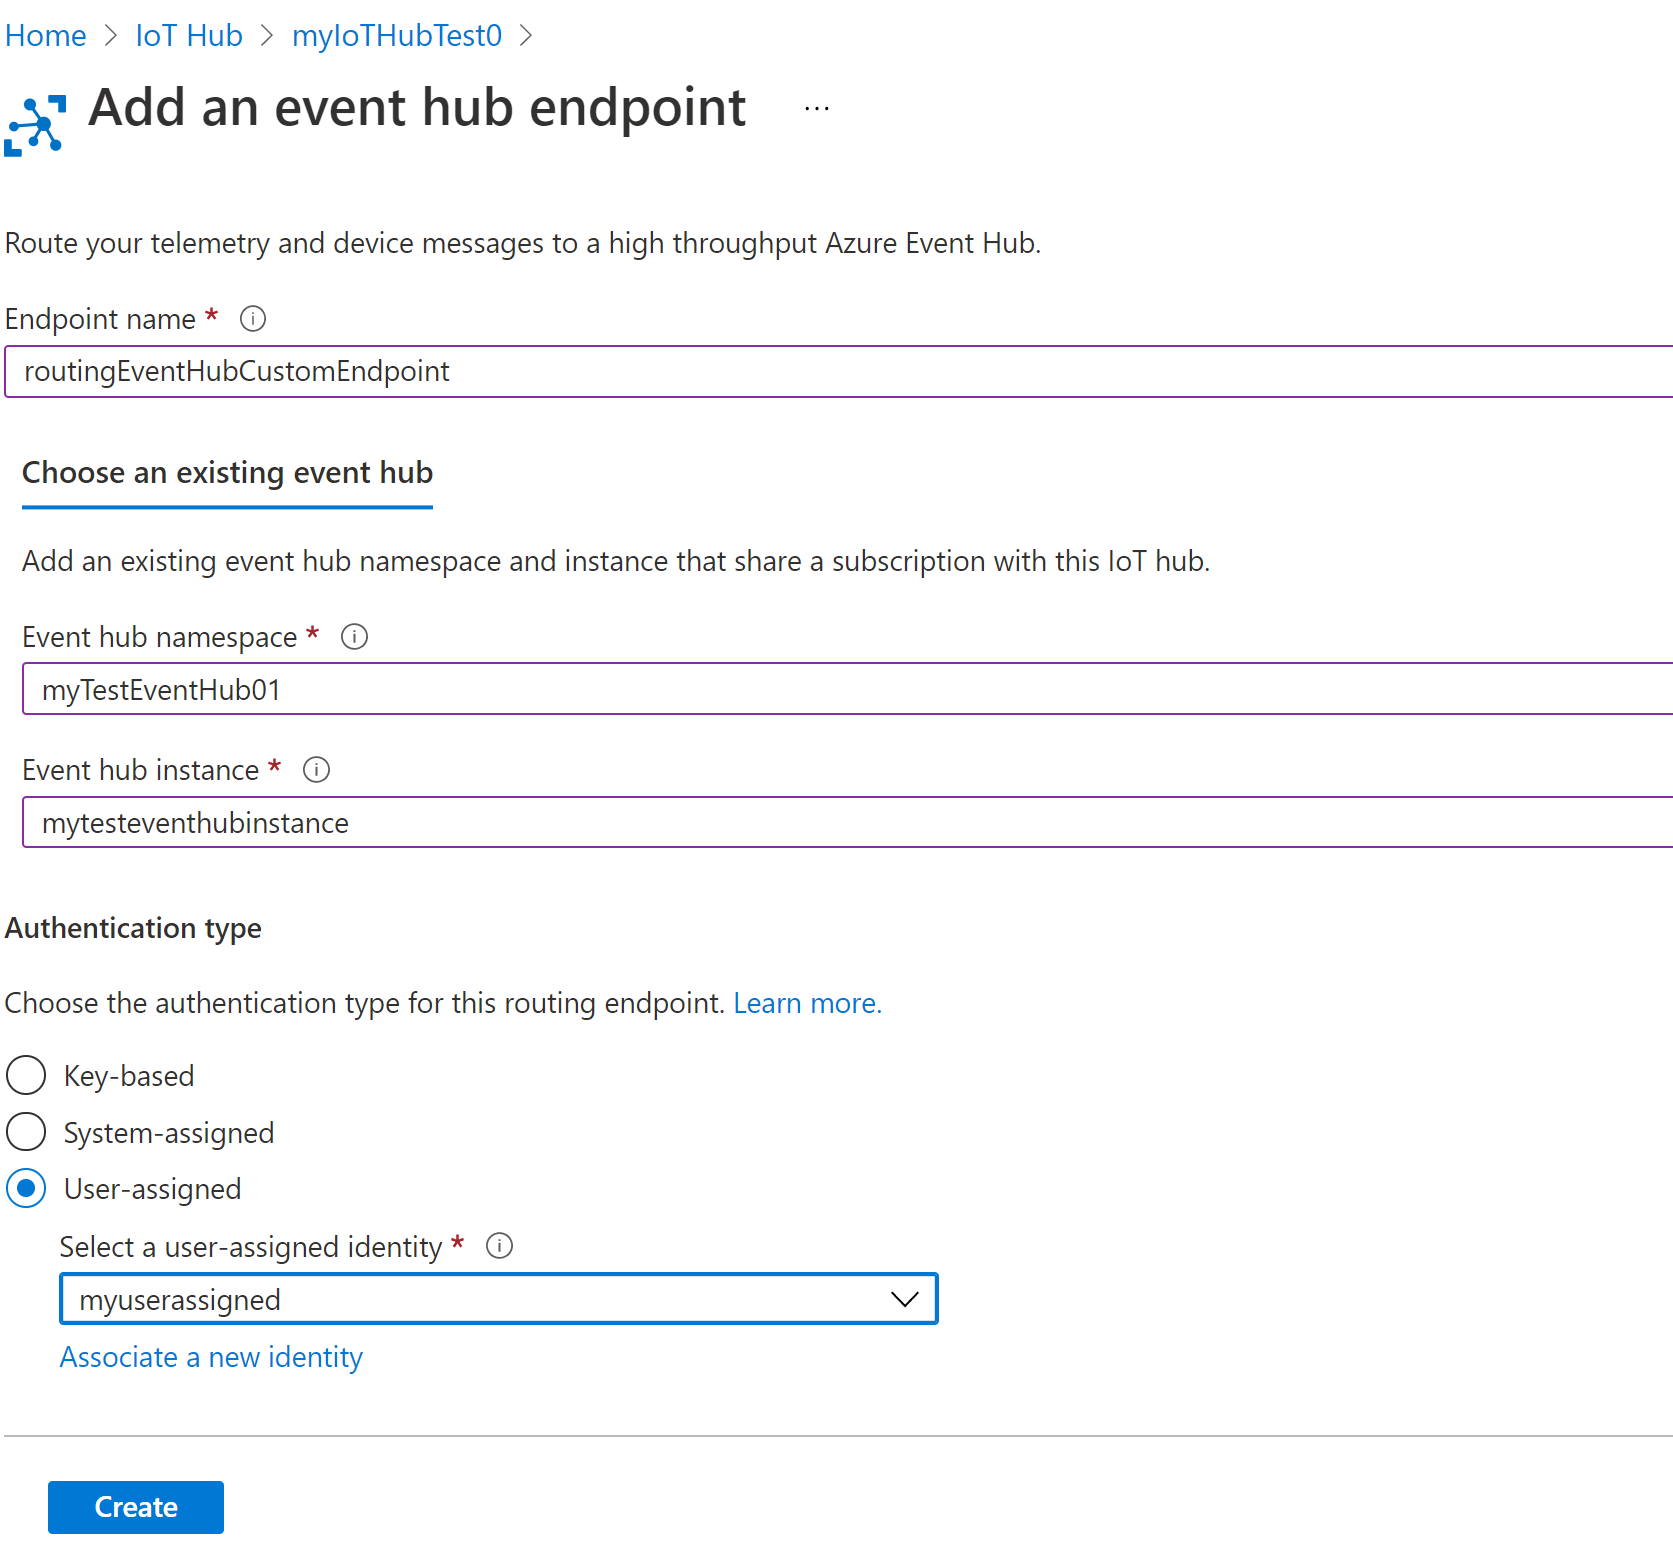 Home > IoT Hub > myIoTHubTest0 >
Add an event hub endpoint ...
Route your telemetry and device messages to a high throughput Azure Event Hub.
Endpoint name *
routingEventHubCustomEndpoint
Choose an existing event hub
Add an existing event hub namespace and instance that share a subscription with this IoT hub.
Event hub namespace *
myTestEventHub01
Event hub instance *
mytesteventhubinstance
Authentication type
Choose the authentication type for this routing endpoint. Learn more.
Key-based
System-assigned
User-assigned
Select a user-assigned identity *
myuserassigned
Associate a new identity
Create